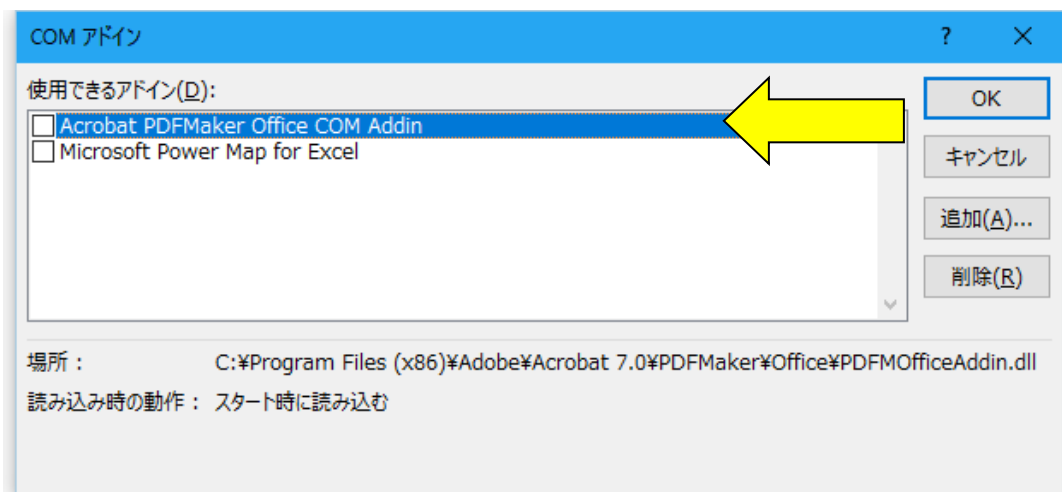 COM アドイン
? ×
使用できるアドイン(D):
Acrobat PDFMaker Office COM Addin
Microsoft Power Map for Excel
OK
キャンセル
追加(A)...
削除(R)
場所： C:¥Program Files (x86)¥Adobe¥Acrobat 7.0¥PDFMaker¥Office¥PDFMOfficeAddin.dll
読み込み時の動作： スタート時に読み込む